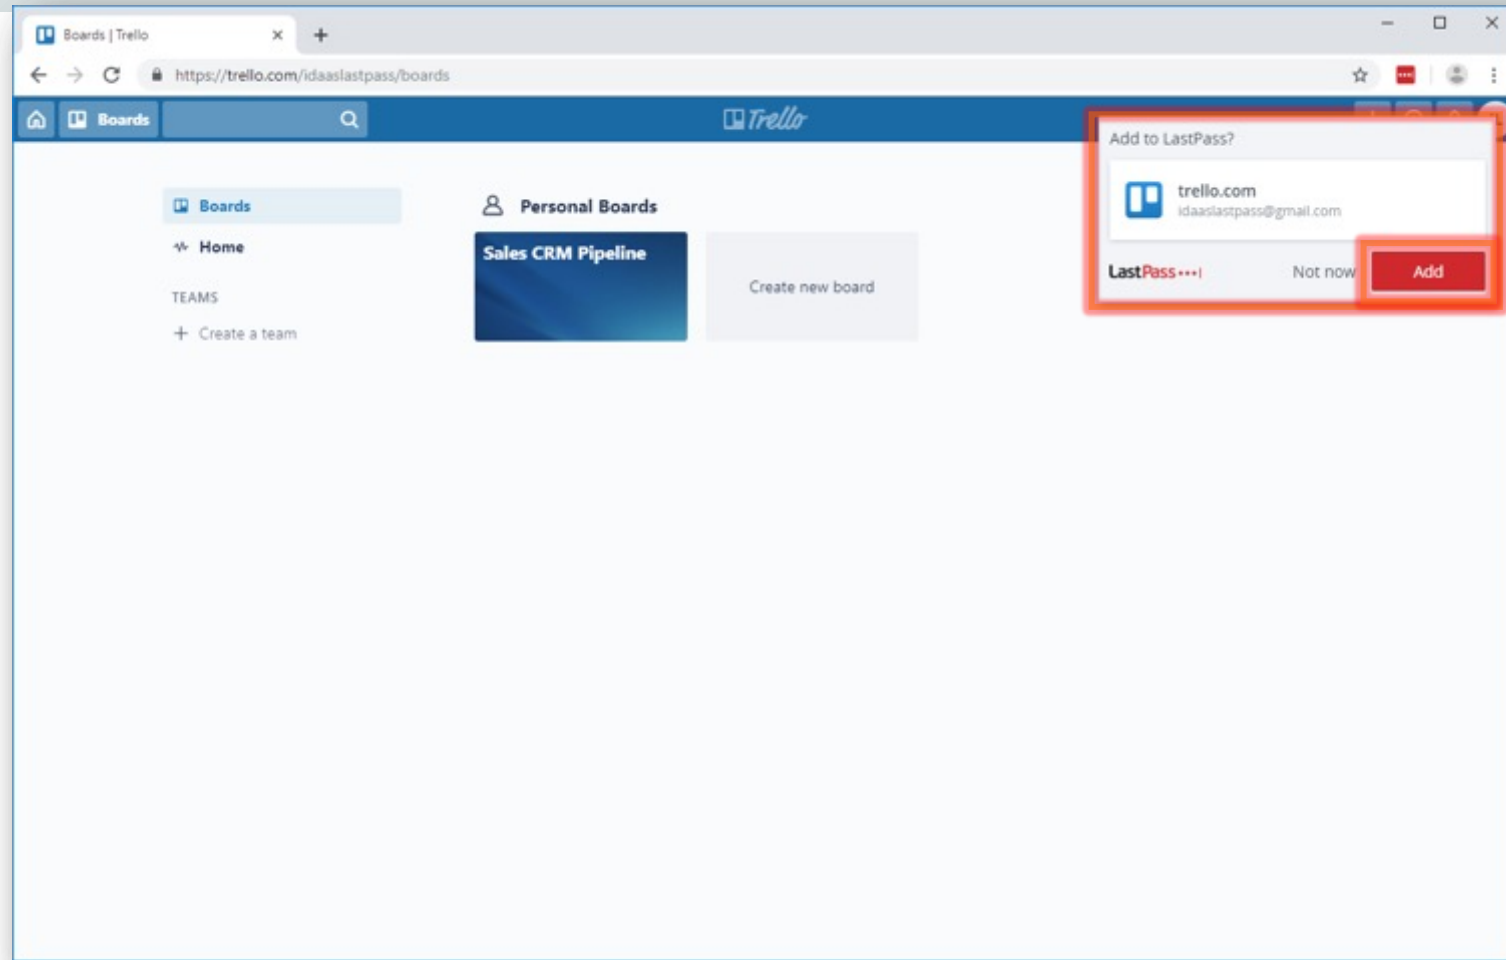 Boards | Trello
https://trello.com/idaaslastpass/boards
Boards
Trello
Add to LastPass?
trello.com
idaaslastpass@gmail.com
LastPass
Not now
Add
Boards
Home
TEAMS
+ Create a team
Personal Boards
Sales CRM Pipeline
Create new board